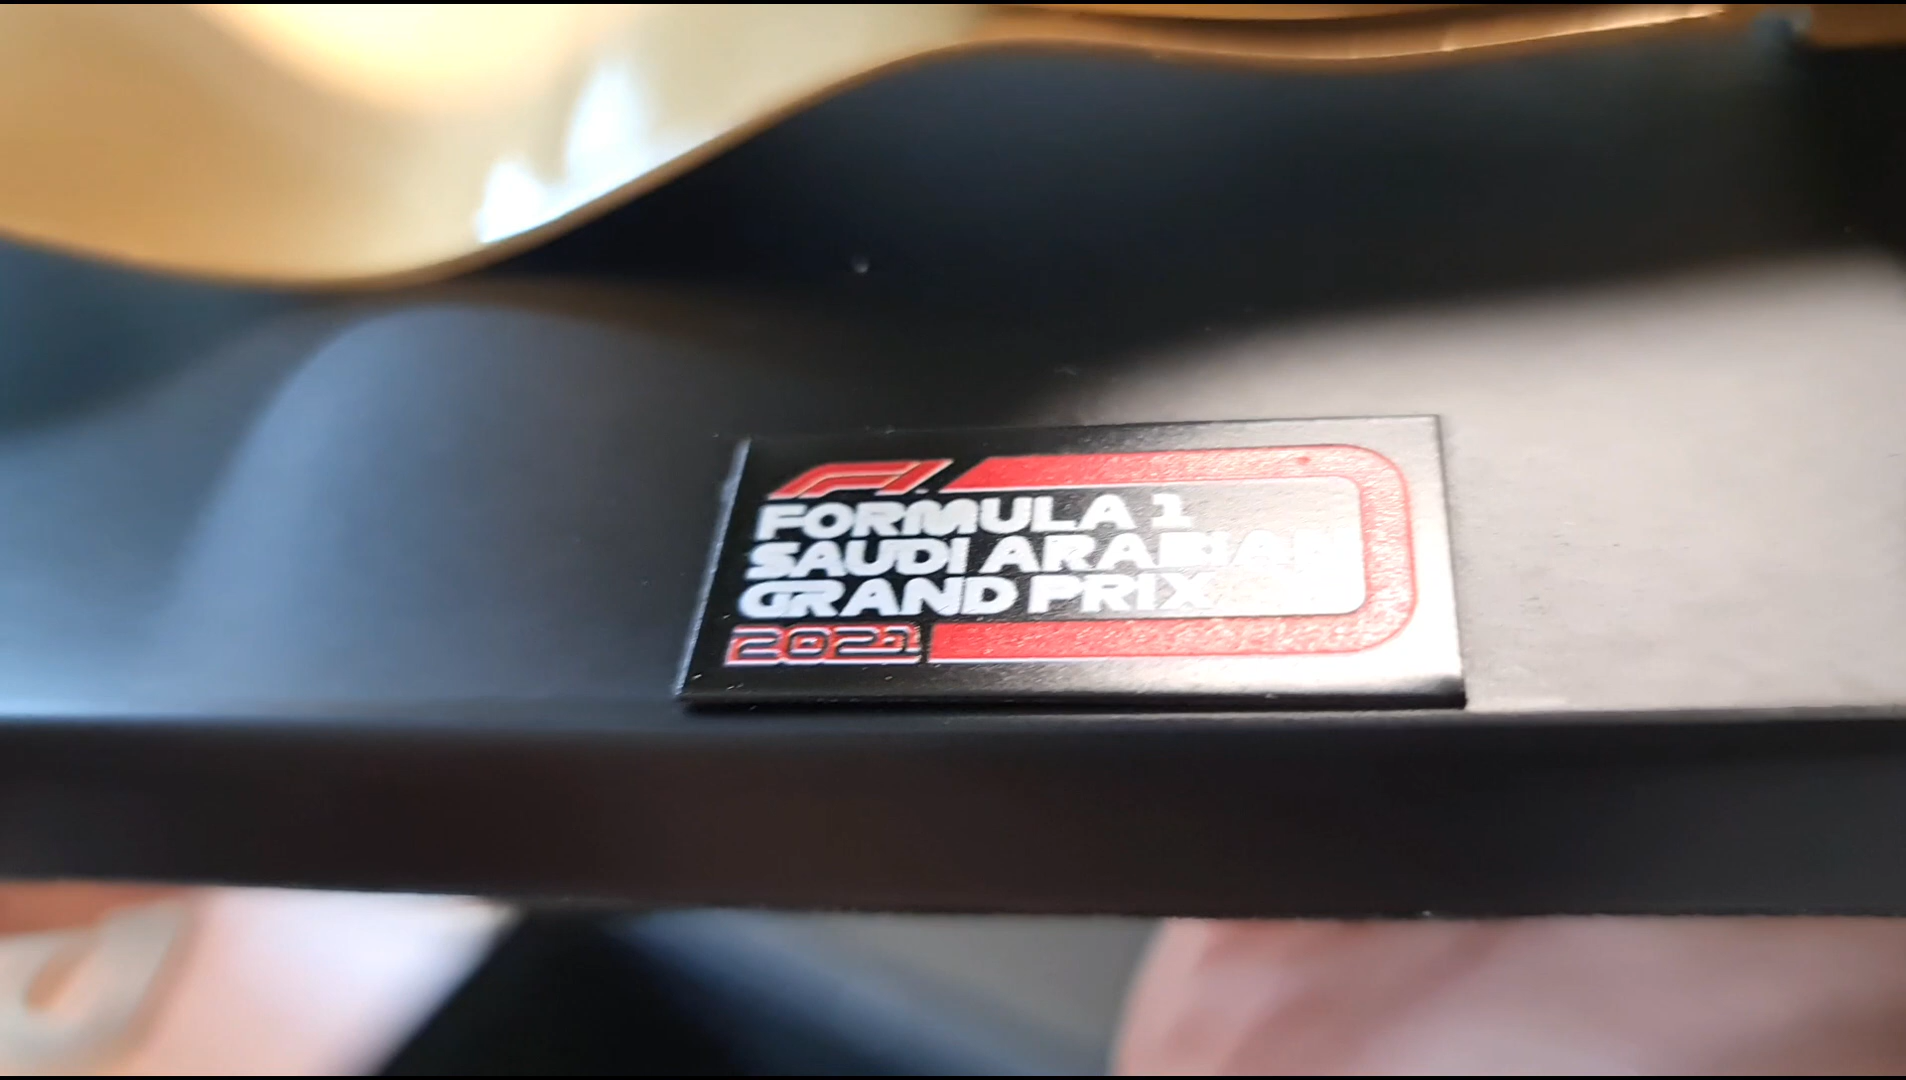 F1
FORMULA 1
SAUDI ARABIAN
GRAND PRIX
2021